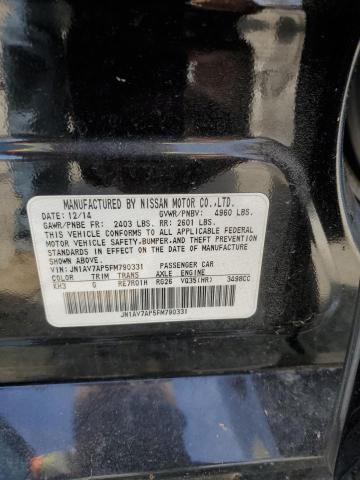 MANUFACTURED BY NISSAN MOTOR CO.,LTD.
DATE: 12/14 GVWR/PNBV: 4960 LBS.
GAWR/PNBE FR: 2403 LBS. RR: 2601 LBS.
THIS VEHICLE CONFORMS TO ALL APPLICABLE FEDERAL
MOTOR VEHICLE SAFETY, BUMPER, AND THEFT PREVENTION
STANDARDS IN EFFECT ON THE DATE OF MANUFACTURE
SHOWN ABOVE.
VIN: JN1AV7AP5FM790331 PASSENGER CAR
COLOR TRIM TRANS AXLE ENGINE
KH3 G RE7R01H RG26 VQ35(HR) 3498CC
JN1AV7AP5FM790331